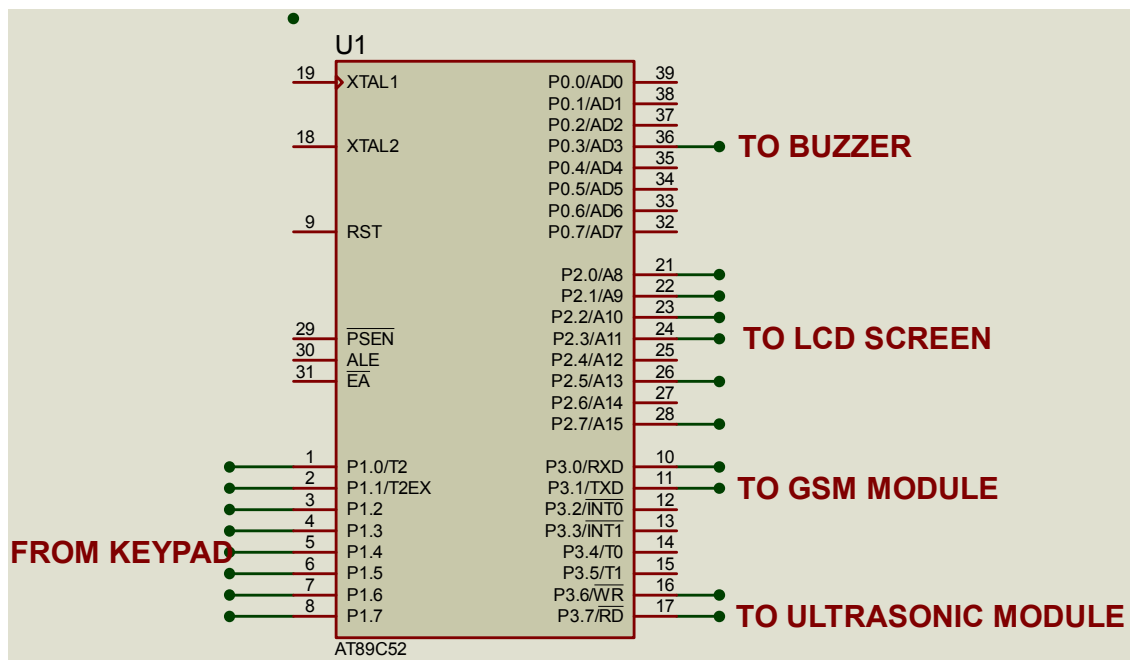 U1
19 XTAL1 P0.0/AD0 39
P0.1/AD1 38
P0.2/AD2 37
18 XTAL2 P0.3/AD3 36 TO BUZZER
P0.4/AD4 35
P0.5/AD5 34
P0.6/AD6 33
9 RST P0.7/AD7 32
P2.0/A8 21
P2.1/A9 22
P2.2/A10 23
29 PSEN P2.3/A11 24 TO LCD SCREEN
30 ALE P2.4/A12 25
31 EA P2.5/A13 26
P2.6/A14 27
P2.7/A15 28
1 P1.0/T2 P3.0/RXD 10
2 P1.1/T2EX P3.1/TXD 11 TO GSM MODULE
3 P1.2 P3.2/INT0 12
4 P1.3 P3.3/INT1 13
FROM KEYPAD 5 P1.4 P3.4/T0 14
6 P1.5 P3.5/T1 15
7 P1.6 P3.6/WR 16
8 P1.7 P3.7/RD 17 TO ULTRASONIC MODULE
AT89C52